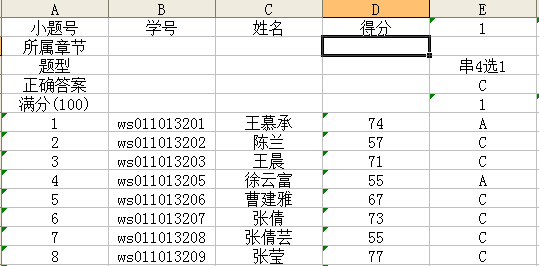 A B C D E
小题号 学号 姓名 得分 1
所属章节
题型 串4选1
正确答案 C
满分(100) 1
1 ws011013201 王慕承 74 A
2 ws011013202 陈兰 57 C
3 ws011013203 王晨 71 C
4 ws011013205 徐云富 55 A
5 ws011013206 曹建雅 67 C
6 ws011013207 张倩 73 C
7 ws011013208 张倩芸 55 C
8 ws011013209 张莹 77 C